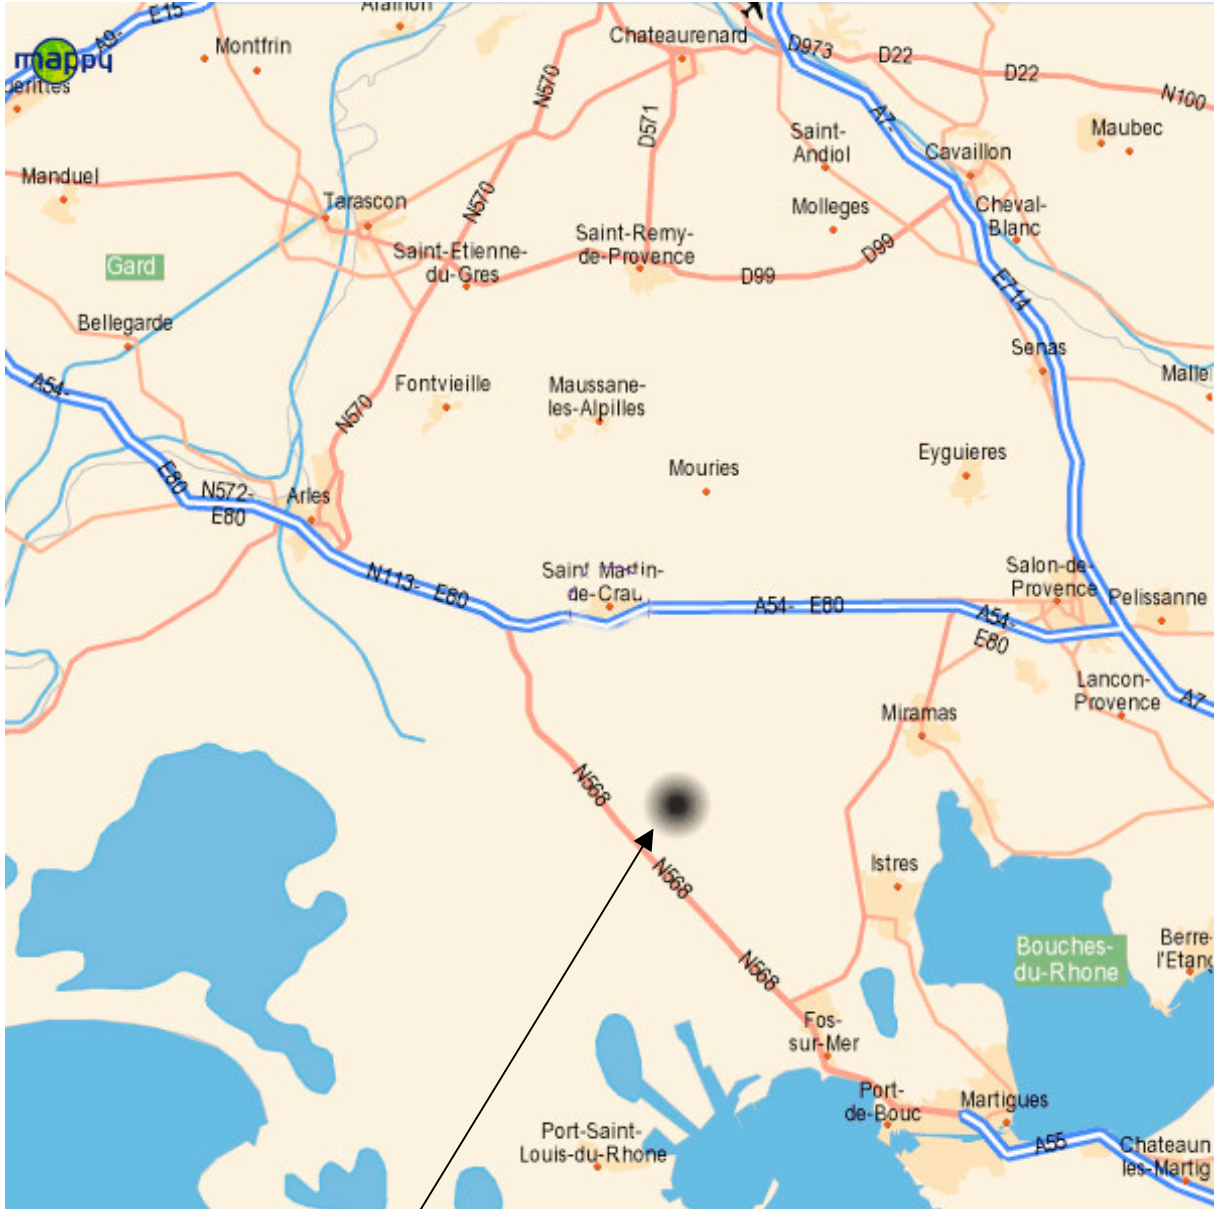 E15
A9-
mappy
Montfrin
Chateaurenard
D973
D22
D22
N100
N570
D571
A7-
Saint-
Andiol
Cavaillon
Maubec
Manduel
Tarascon
N570
Molleges
Cheval-
Blanc
Saint-Etienne-
du-Gres
Saint-Remy-
de-Provence
D99
D99
Gard
E714
Bellegarde
Senas
A54-
Fontvieille
Maussane-
les-Alpilles
Malle
N570
Mouries
Eyguieres
E80
N572-
E80
Arles
N113- E80
Saint Martin-
de-Crau
A54- E80
Salon-de-
Provence
Pelissanne
A54-
E80
Lancon-
Provence
A7
Miramas
N568
N568
Istres
N568
Bouches-
du-Rhone
Berre-
l'Etang
Fos-
sur-Mer
Port-
de-Bouc
Martigues
A55
Port-Saint-
Louis-du-Rhone
Chateaun
les-Martig